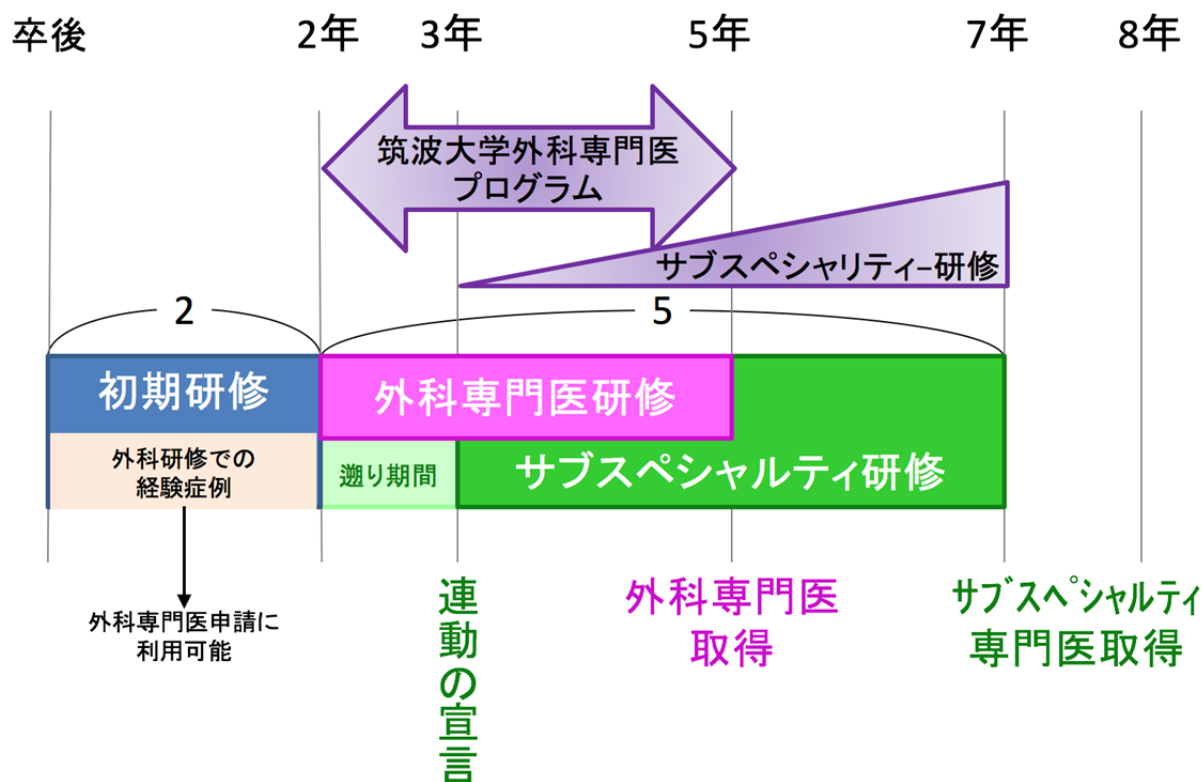 卒後
2年
3年
5年
7年
8年
筑波大学外科専門医
プログラム
サブスペシャリティｰ研修
2
5
初期研修
外科専門医研修
外科研修での
経験症例
遡り期間
サブスペシャルティ研修
外科専門医申請に
利用可能
連動の宣言
外科専門医
取得
サブスペシャルティ
専門医取得